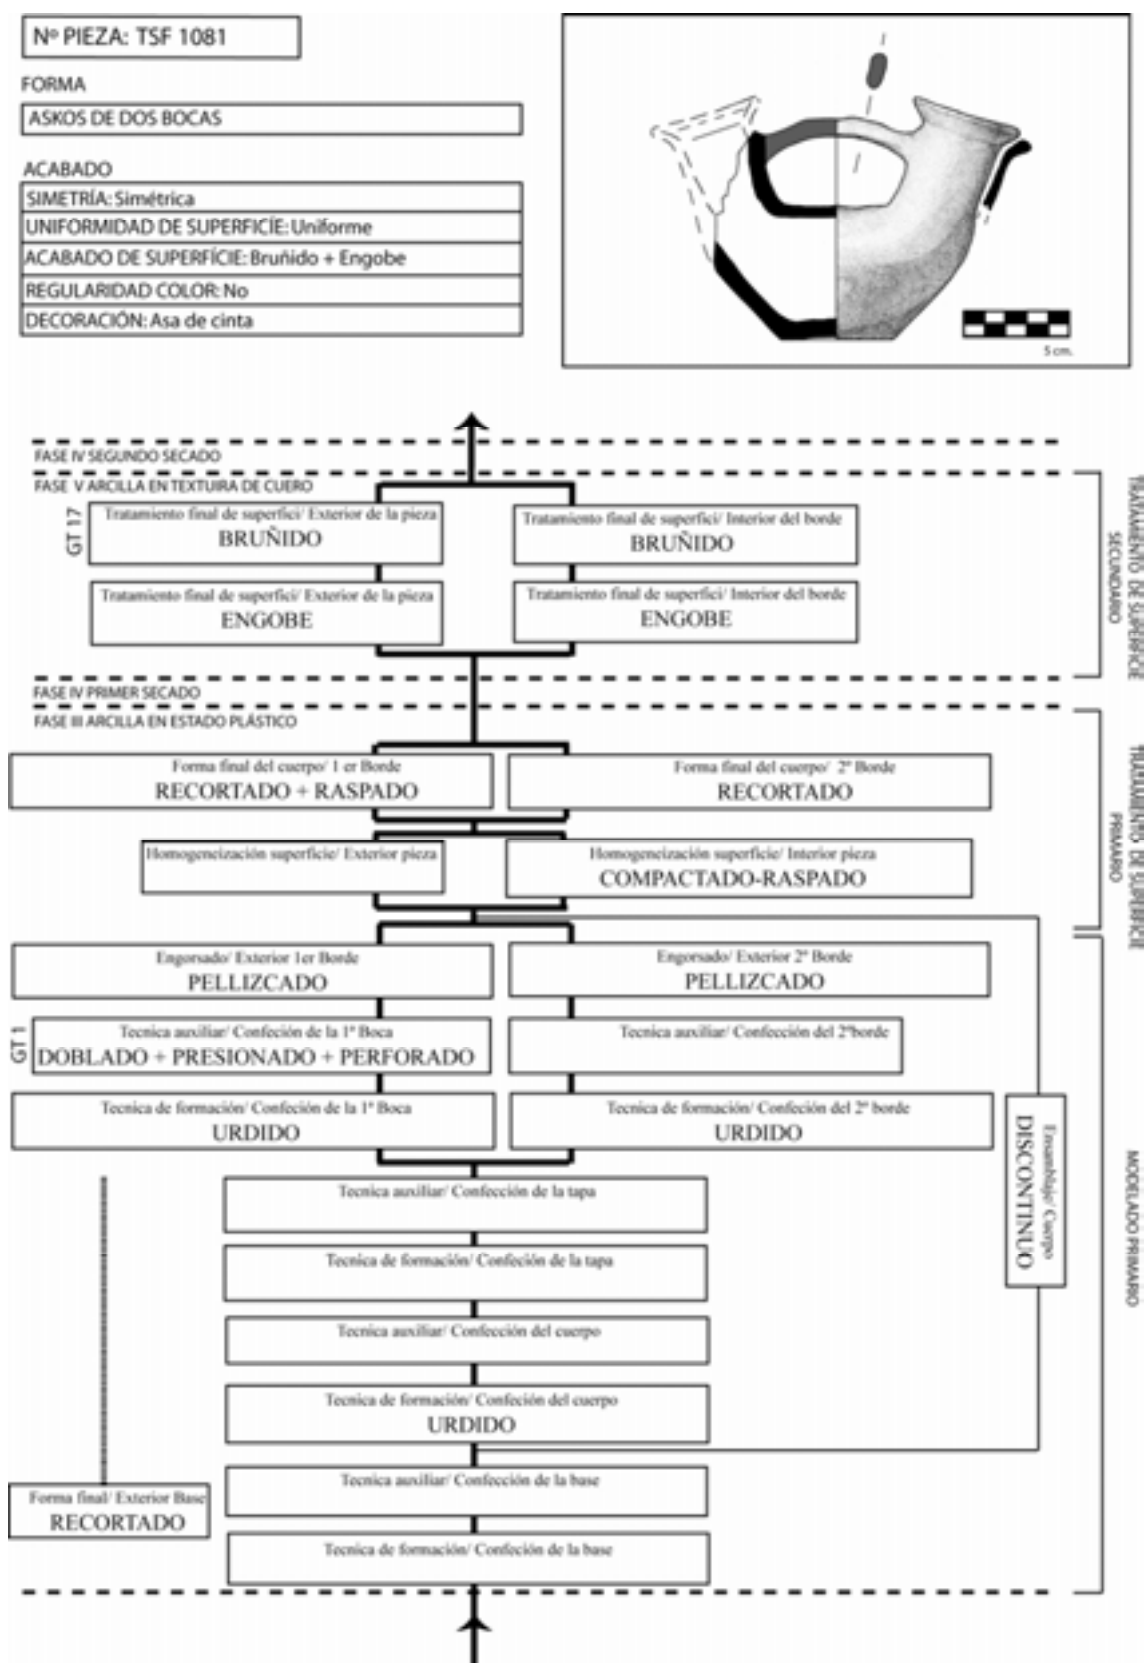 Nº PIEZA: TSF 1081
FORMA
ASKOS DE DOS BOCAS
ACABADO
SIMETRÍA: Simétrica
UNIFORMIDAD DE SUPERFICÍE: Uniforme
ACABADO DE SUPERFÍCIE: Bruñido + Engobe
REGULARIDAD COLOR: No
DECORACIÓN: Asa de cinta
5 cm.
FASE IV SEGUNDO SECADO
FASE V ARCILLA EN TEXTUIRA DE CUERO
GT 17
Tratamiento final de superfici/ Exterior de la pieza
BRUÑIDO
Tratamiento final de superfici/ Interior del borde
BRUÑIDO
Tratamiento final de superfici/ Exterior de la pieza
ENGOBE
Tratamiento final de superfici/ Interior del borde
ENGOBE
TRATAMIENTO DE SUPERFICIE
SECUNDARIO
FASE IV PRIMER SECADO
FASE III ARCILLA EN ESTADO PLÁSTICO
Forma final del cuerpo/ 1 er Borde
RECORTADO + RASPADO
Forma final del cuerpo/ 2º Borde
RECORTADO
Homogeneización superficie/ Exterior pieza
Homogeneización superficie/ Interior pieza
COMPACTADO-RASPADO
TRATAMIENTO DE SUPERFICIE
PRIMARIO
Engorsado/ Exterior 1er Borde
PELLIZCADO
Engorsado/ Exterior 2º Borde
PELLIZCADO
GT 1
Tecnica auxiliar/ Confeción de la 1ª Boca
DOBLADO + PRESIONADO + PERFORADO
Tecnica auxiliar/ Confección del 2ºborde
Tecnica de formación/ Confeción de la 1ª Boca
URDIDO
Tecnica de formación/ Confeción del 2º borde
URDIDO
Tecnica auxiliar/ Confección de la tapa
Tecnica de formación/ Confeción de la tapa
Tecnica auxiliar/ Confección del cuerpo
Tecnica de formación/ Confeción del cuerpo
URDIDO
Ensamblaje/ Cuerpo
DISCONTINUO
MODELADO PRIMARIO
Tecnica auxiliar/ Confección de la base
Forma final/ Exterior Base
RECORTADO
Tecnica de formación/ Confeción de la base